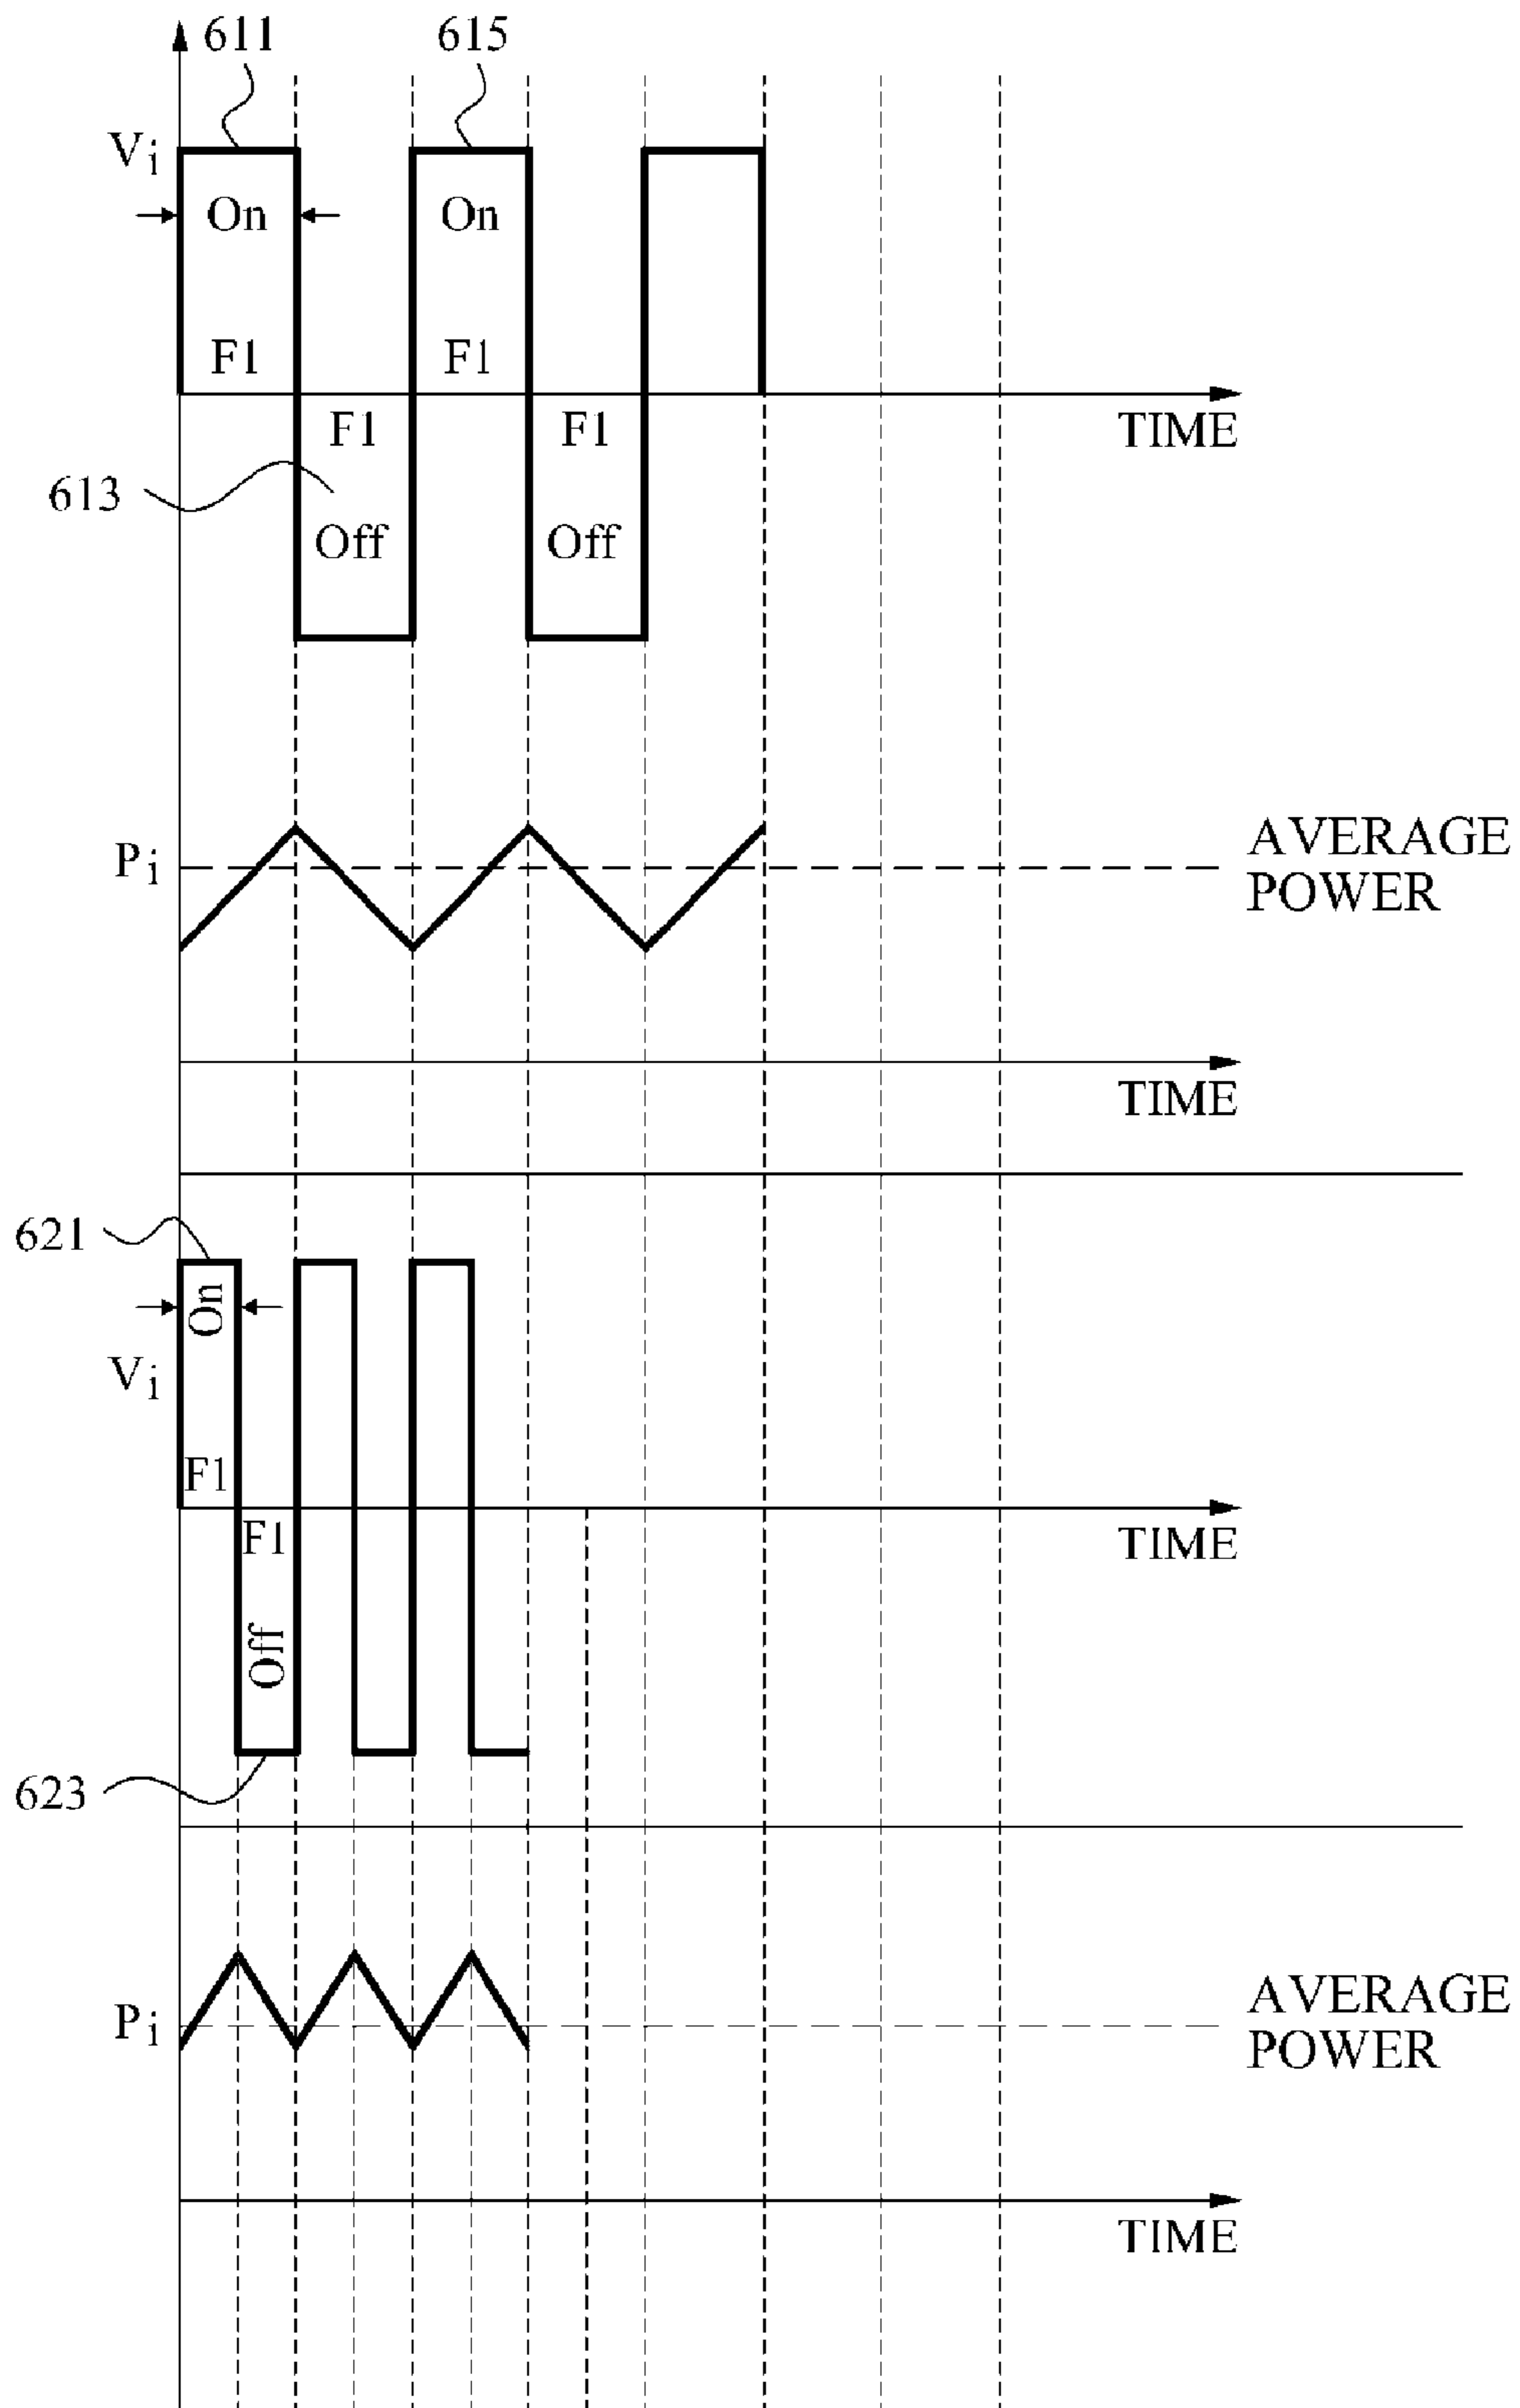 611 615
Vi
On On
F1 F1
F1 F1
TIME
613
Off Off
AVERAGE
Pi
POWER
TIME
621
On
Vi
F1
F1
TIME
Off
623
AVERAGE
Pi
POWER
TIME